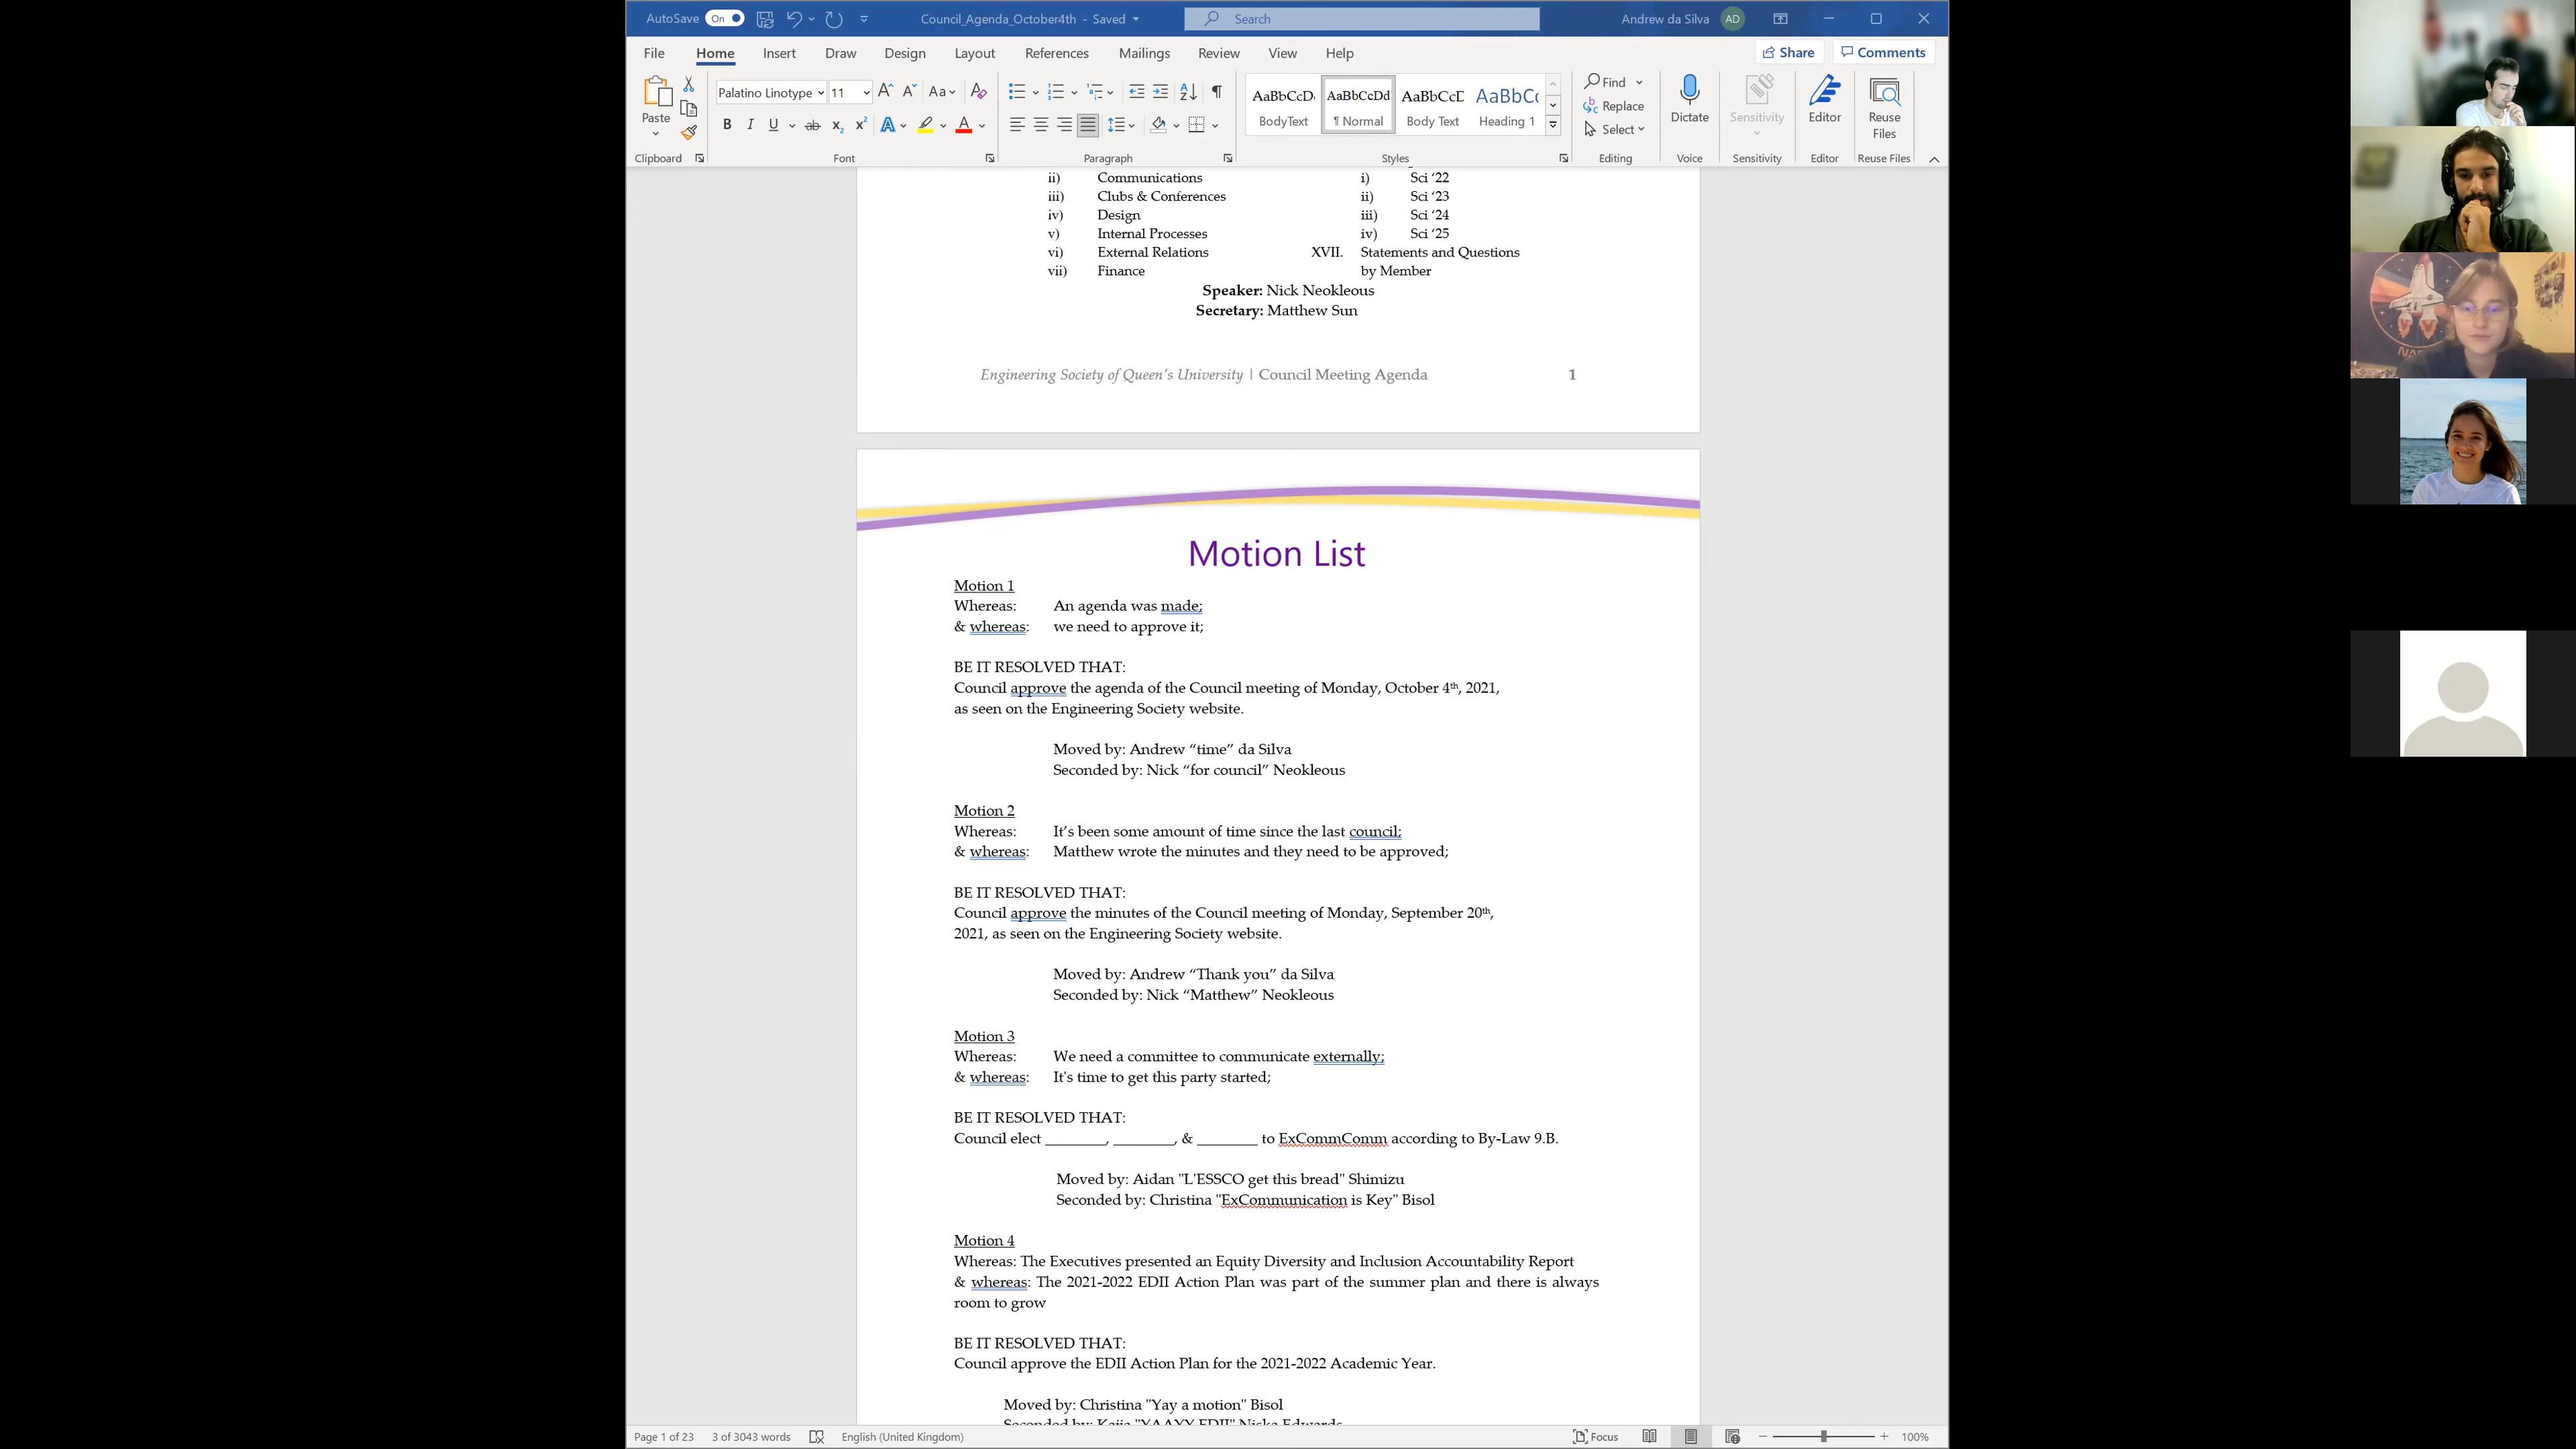 AutoSave On Council_Agenda_October4th - Saved Search Andrew da Silva AD
File Home Insert Draw Design Layout References Mailings Review View Help Share Comments
Paste
Palatino Linotype 11 Aa
B I U ab x₂ x² A A
AaBbCcD AaBbCcDd AaBbCcD AaBbCc
BodyText ¶ Normal Body Text Heading 1
Find
Replace
Select
Dictate
Sensitivity
Editor
Reuse
Files
Clipboard Font Paragraph Styles Editing Voice Sensitivity Editor Reuse Files
ii) Communications
iii) Clubs & Conferences
iv) Design
v) Internal Processes
vi) External Relations
vii) Finance
i) Sci ‘22
ii) Sci ‘23
iii) Sci ‘24
iv) Sci ‘25
XVII. Statements and Questions
by Member
Speaker: Nick Neokleous
Secretary: Matthew Sun
Engineering Society of Queen’s University | Council Meeting Agenda 1
Motion List
Motion 1
Whereas: An agenda was made;
& whereas: we need to approve it;
BE IT RESOLVED THAT:
Council approve the agenda of the Council meeting of Monday, October 4th, 2021,
as seen on the Engineering Society website.
Moved by: Andrew “time” da Silva
Seconded by: Nick “for council” Neokleous
Motion 2
Whereas: It’s been some amount of time since the last council;
& whereas: Matthew wrote the minutes and they need to be approved;
BE IT RESOLVED THAT:
Council approve the minutes of the Council meeting of Monday, September 20th,
2021, as seen on the Engineering Society website.
Moved by: Andrew “Thank you” da Silva
Seconded by: Nick “Matthew” Neokleous
Motion 3
Whereas: We need a committee to communicate externally;
& whereas: It's time to get this party started;
BE IT RESOLVED THAT:
Council elect ________, ________, & ________ to ExCommComm according to By-Law 9.B.
Moved by: Aidan "L'ESSCO get this bread" Shimizu
Seconded by: Christina "ExCommunication is Key" Bisol
Motion 4
Whereas: The Executives presented an Equity Diversity and Inclusion Accountability Report
& whereas: The 2021-2022 EDII Action Plan was part of the summer plan and there is always
room to grow
BE IT RESOLVED THAT:
Council approve the EDII Action Plan for the 2021-2022 Academic Year.
Moved by: Christina "Yay a motion" Bisol
Seconded by: Kaija "YAAYY EDII" Niska Edwards
Page 1 of 23 3 of 3043 words English (United Kingdom) Focus 100%